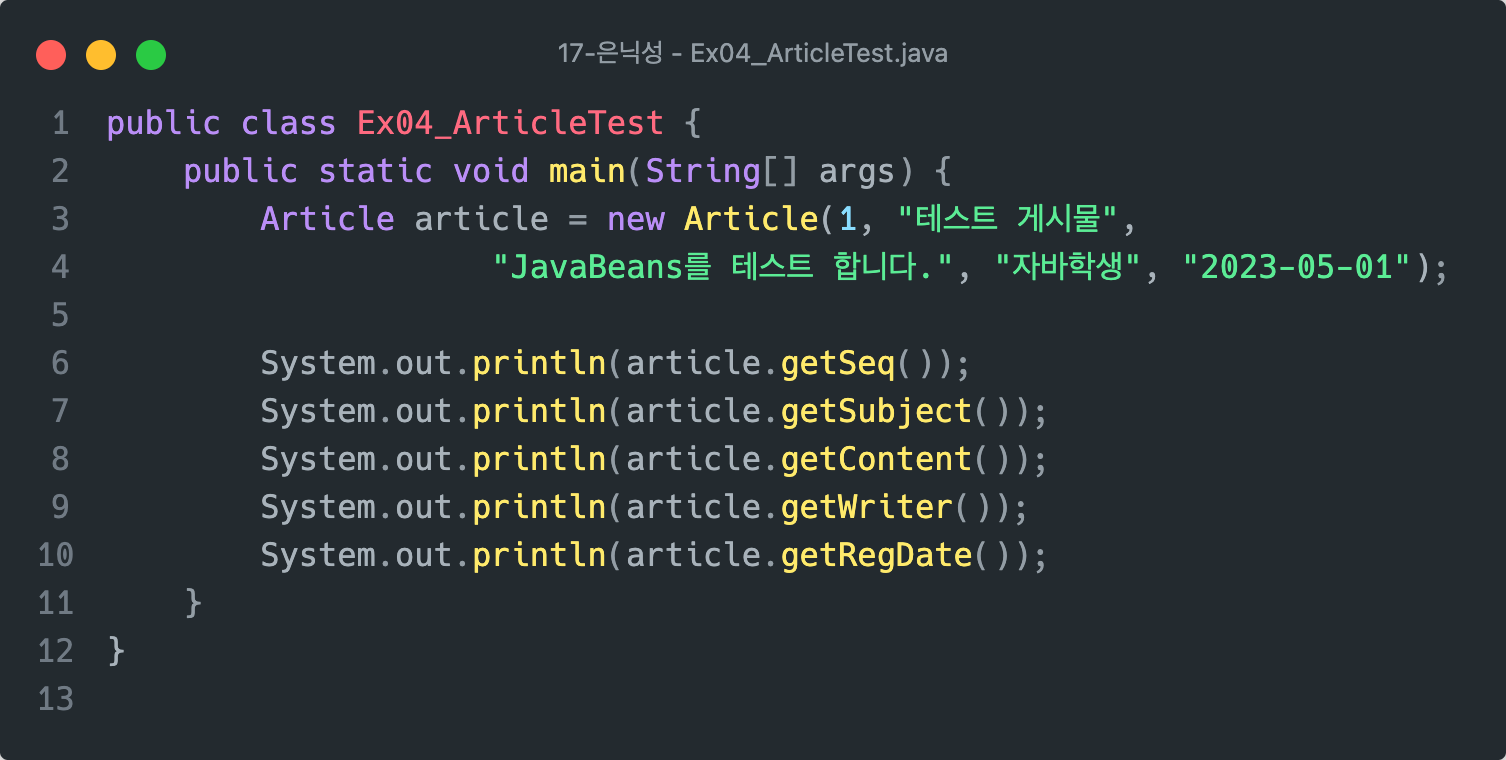 17-은닉성 - Ex04_ArticleTest.java
1 public class Ex04_ArticleTest {
2     public static void main(String[] args) {
3         Article article = new Article(1, "테스트 게시물",
4                     "JavaBeans를 테스트 합니다.", "자바학생", "2023-05-01");
5
6         System.out.println(article.getSeq());
7         System.out.println(article.getSubject());
8         System.out.println(article.getContent());
9         System.out.println(article.getWriter());
10         System.out.println(article.getRegDate());
11     }
12 }
13